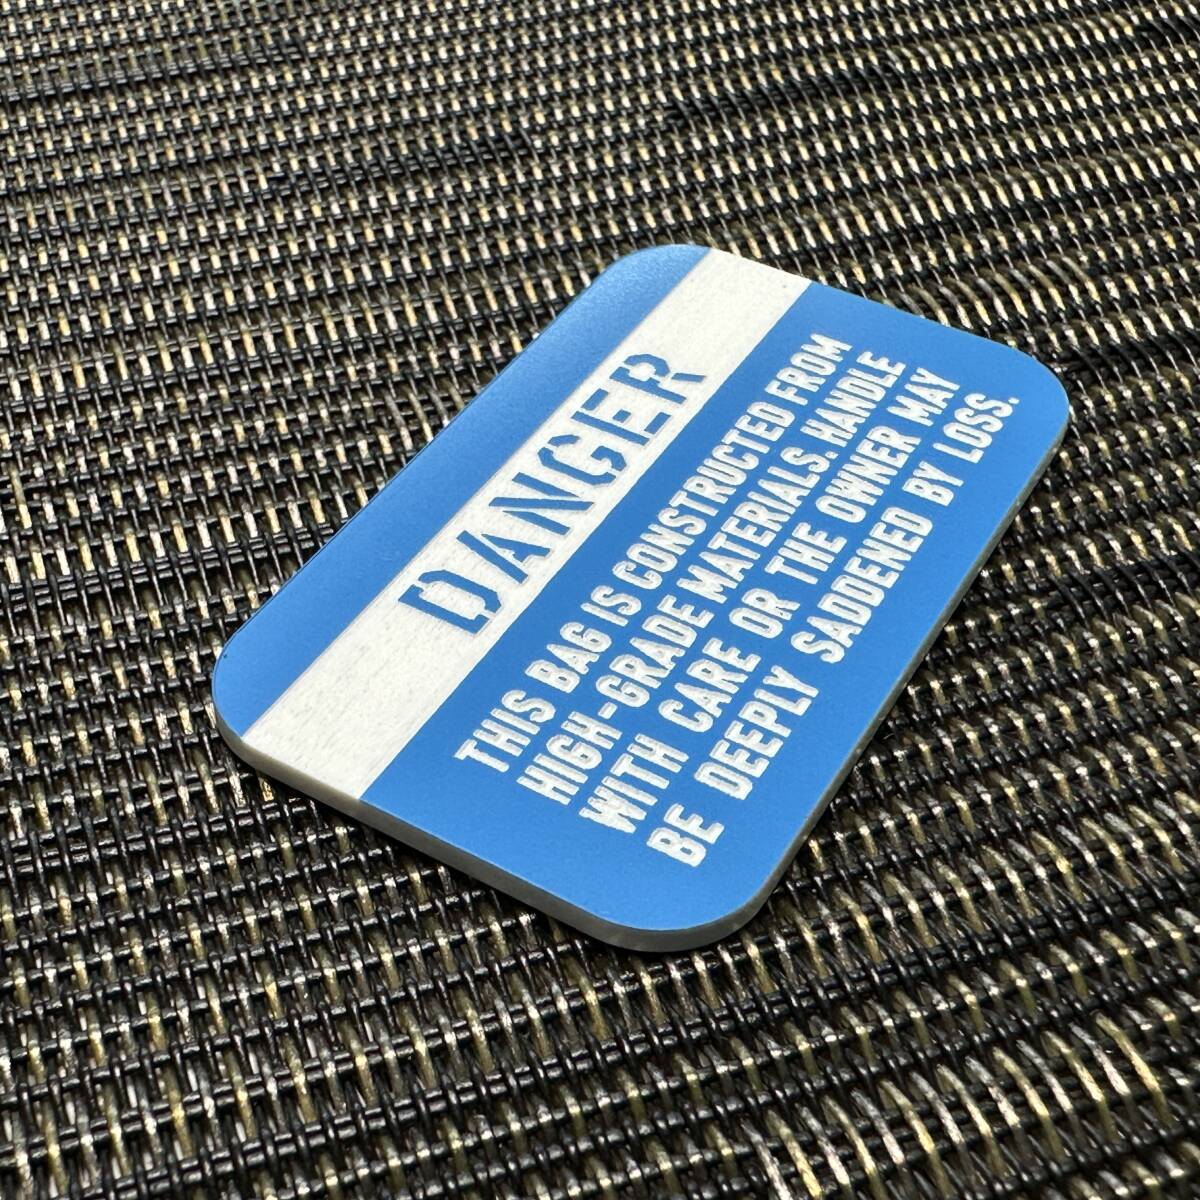 DANGER
THIS BAG IS CONSTRUCTED FROM
HIGH-GRADE MATERIALS. HANDLE
WITH CARE OR THE OWNER MAY
BE DEEPLY SADDENED BY LOSS.